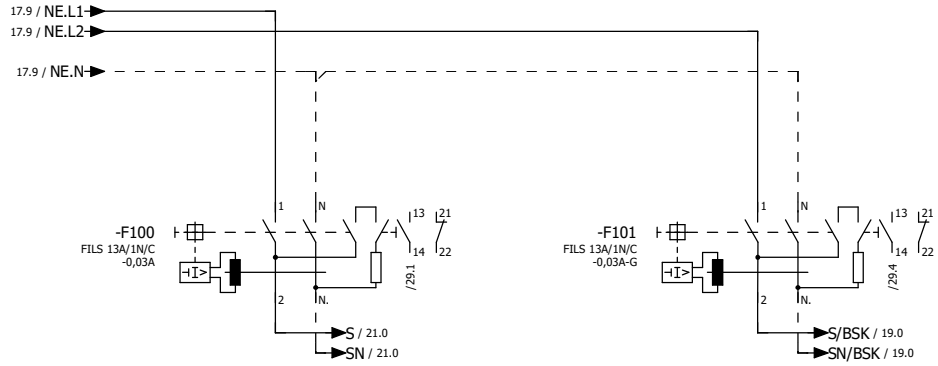 17.9 / NE.L1
17.9 / NE.L2
17.9 / NE.N
1 N 13 21
-F100
FILS 13A/1N/C
-0,03A
14 22
I>
/29.1
2 N.
S / 21.0
SN / 21.0
1 N 13 21
-F101
FILS 13A/1N/C
-0,03A-G
14 22
I>
/29.4
2 N.
S/BSK / 19.0
SN/BSK / 19.0